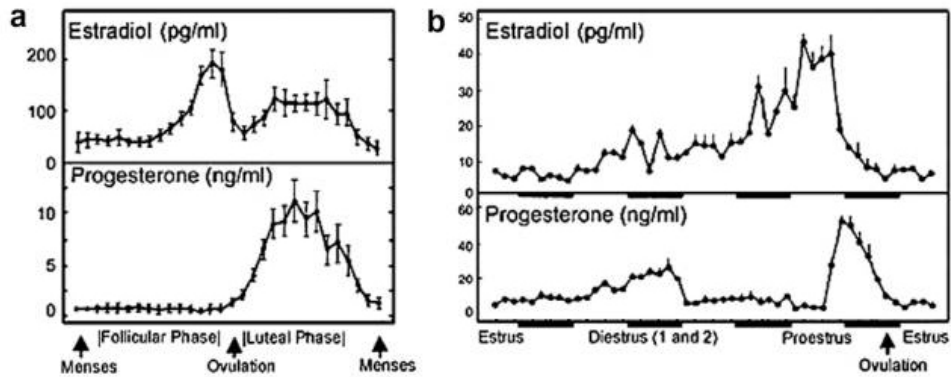 a
Estradiol (pg/ml)
200
100
0
Progesterone (ng/ml)
10
5
0
|Follicular Phase| |Luteal Phase|
Menses Ovulation Menses
b
50
Estradiol (pg/ml)
40
30
20
10
0
60
Progesterone (ng/ml)
40
20
0
Estrus Diestrus (1 and 2) Proestrus Estrus
Ovulation